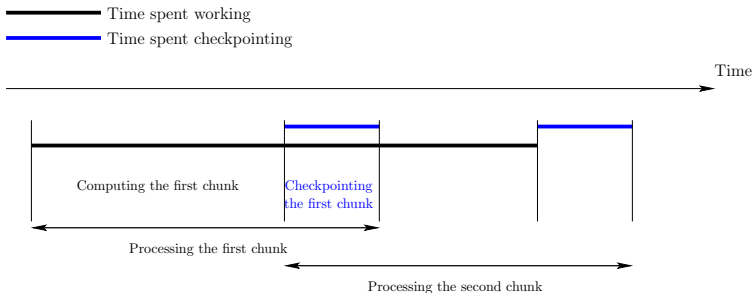 Time spent working
Time spent checkpointing
Time
Computing the first chunk
Checkpointing
the first chunk
Processing the first chunk
Processing the second chunk